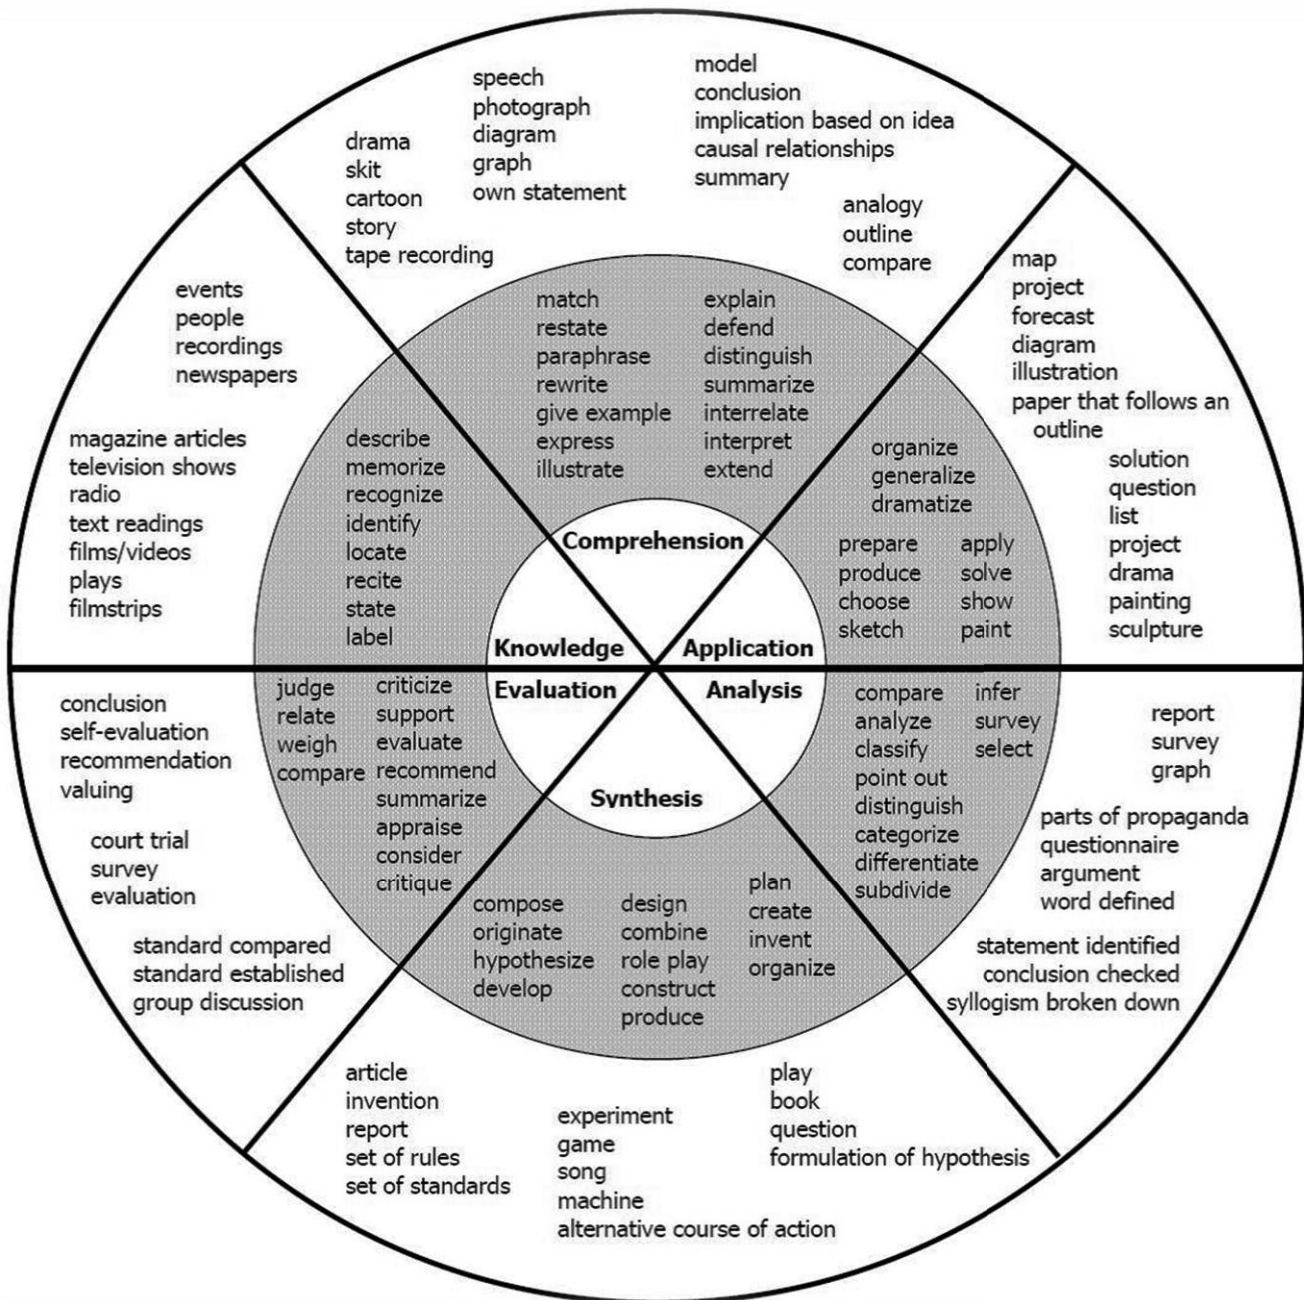 speech
photograph
diagram
graph
own statement
model
conclusion
implication based on idea
causal relationships
summary
drama
skit
cartoon
story
tape recording
analogy
outline
compare
match
restate
paraphrase
rewrite
give example
express
illustrate
explain
defend
distinguish
summarize
interrelate
interpret
extend
Comprehension
map
project
forecast
diagram
illustration
paper that follows an
outline
solution
question
list
project
drama
painting
sculpture
organize
generalize
dramatize
prepare
produce
choose
sketch
apply
solve
show
paint
Application
events
people
recordings
newspapers
magazine articles
television shows
radio
text readings
films/videos
plays
filmstrips
describe
memorize
recognize
identify
locate
recite
state
label
Knowledge
Evaluation
judge
relate
weigh
compare
criticize
support
evaluate
recommend
summarize
appraise
consider
critique
conclusion
self-evaluation
recommendation
valuing
court trial
survey
evaluation
standard compared
standard established
group discussion
Analysis
compare
analyze
classify
point out
distinguish
categorize
differentiate
subdivide
infer
survey
select
report
survey
graph
parts of propaganda
questionnaire
argument
word defined
statement identified
conclusion checked
syllogism broken down
Synthesis
compose
originate
hypothesize
develop
design
combine
role play
construct
produce
plan
create
invent
organize
article
invention
report
set of rules
set of standards
experiment
game
song
machine
alternative course of action
play
book
question
formulation of hypothesis